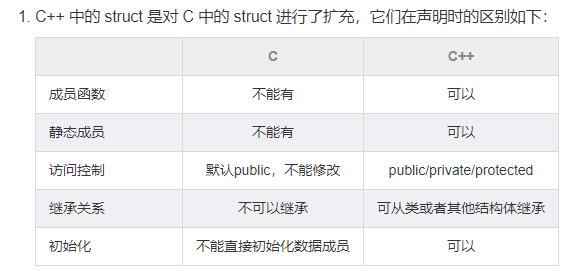 1. C++ 中的 struct 是对 C 中的 struct 进行了扩充，它们在声明时的区别如下：
C C++
成员函数 不能有 可以
静态成员 不能有 可以
访问控制 默认public，不能修改 public/private/protected
继承关系 不可以继承 可从类或者其他结构体继承
初始化 不能直接初始化数据成员 可以